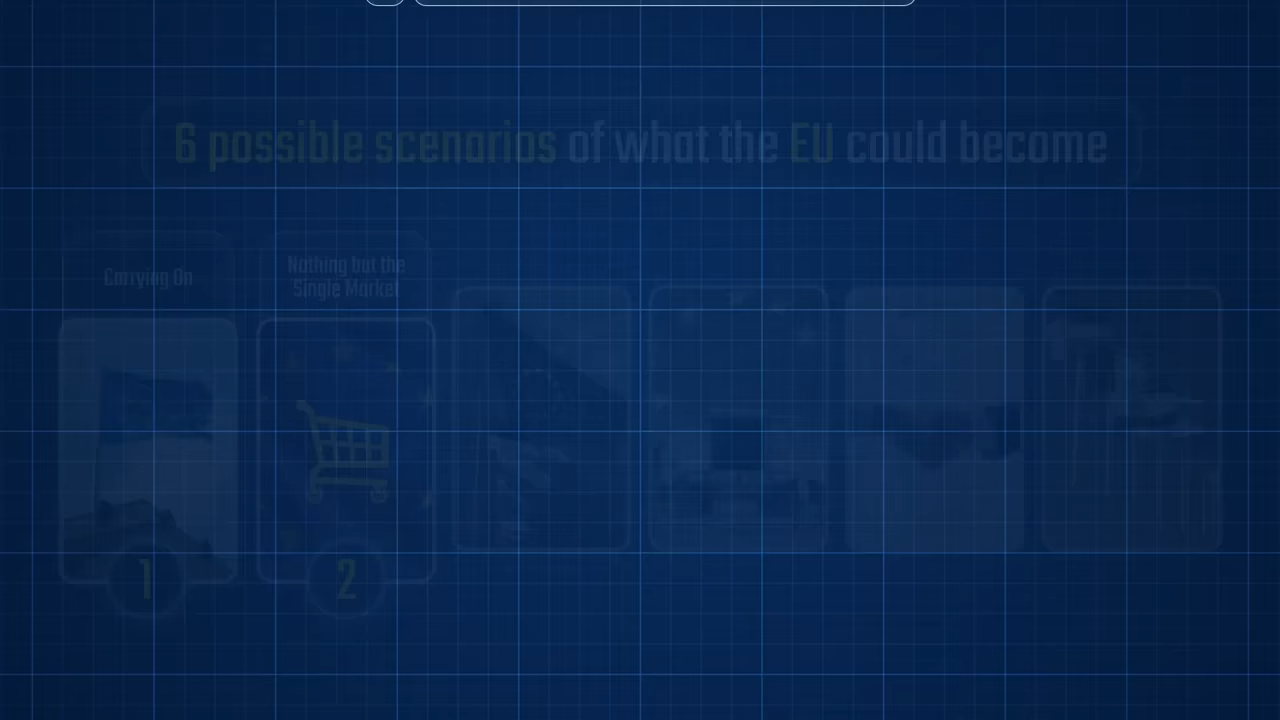 6 possible scenarios of what the EU could become
Carrying On
Nothing but the
Single Market
1
2